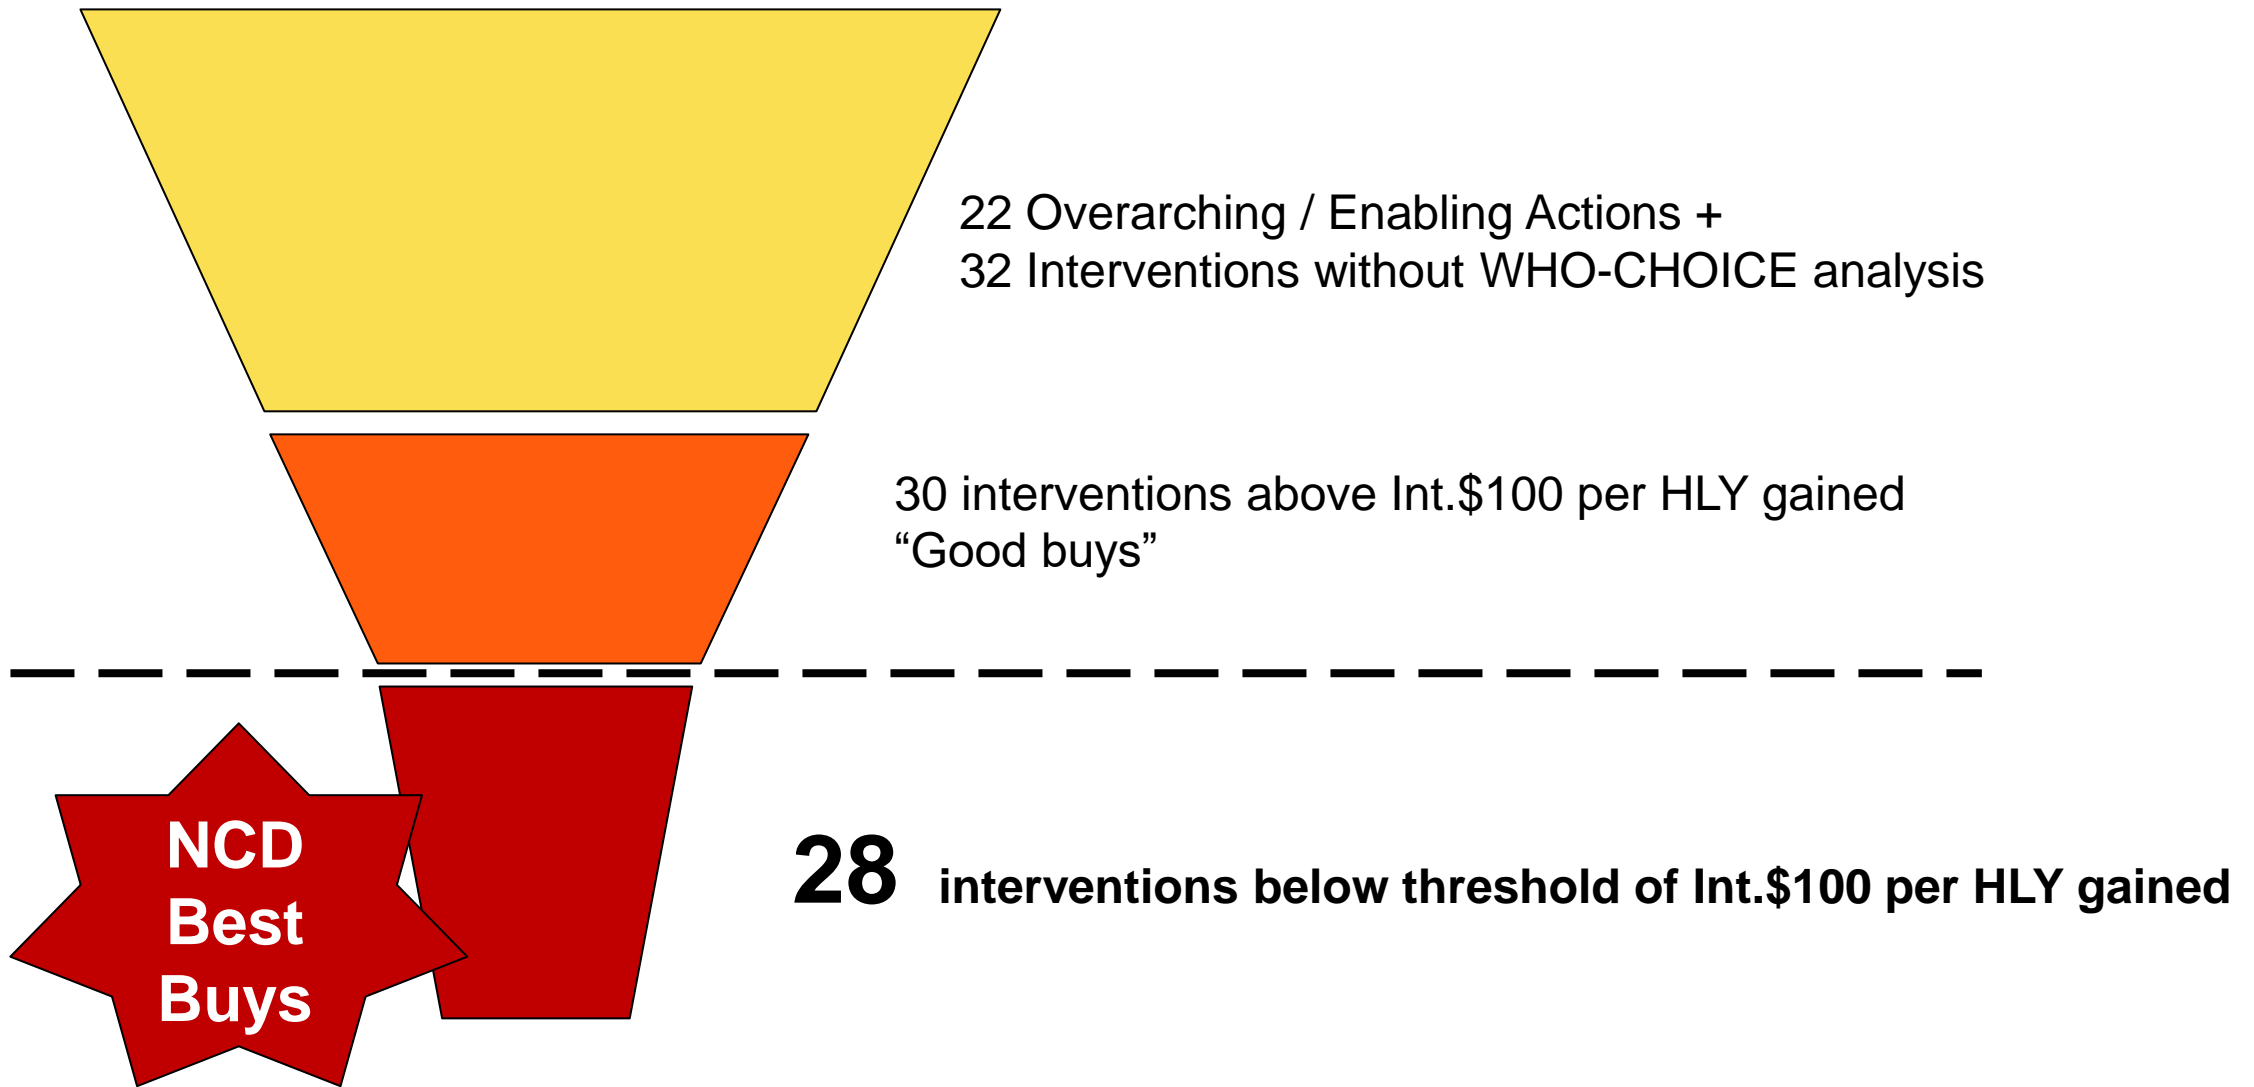 22 Overarching / Enabling Actions +
32 Interventions without WHO-CHOICE analysis
30 interventions above Int.$100 per HLY gained
“Good buys”
NCD
Best
Buys
28 interventions below threshold of Int.$100 per HLY gained